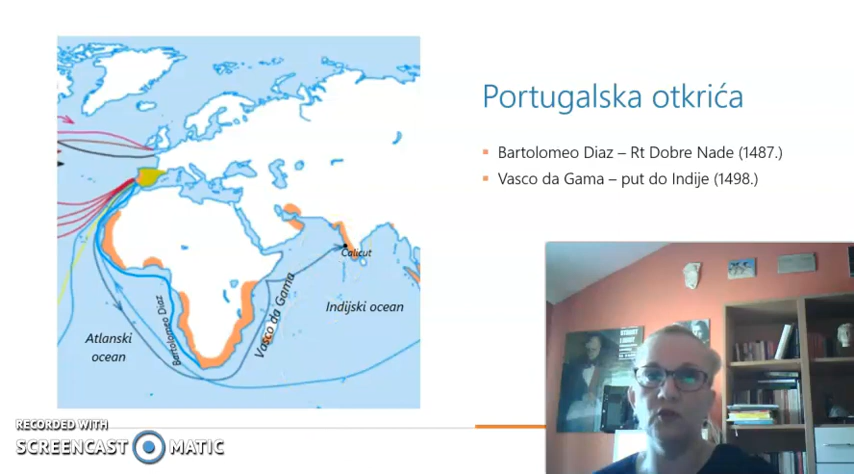 Portugalska otkrića
Bartolomeo Diaz – Rt Dobre Nade (1487.)
Vasco da Gama – put do Indije (1498.)
Calicut
Indijski ocean
Vasco da Gama
Bartolomeo Diaz
Atlanski
ocean
RECORDED WITH
SCREENCAST MATIC